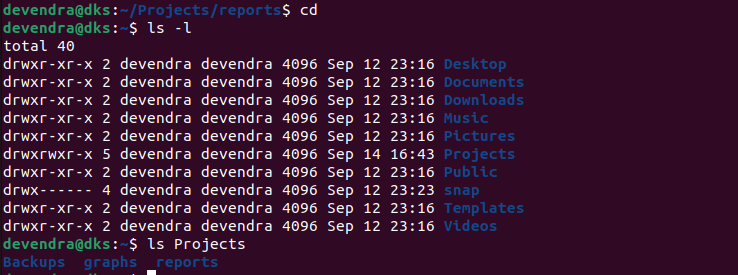 devendra@dks:~/Projects/reports$ cd
devendra@dks:~$ ls -l
total 40
drwxr-xr-x 2 devendra devendra 4096 Sep 12 23:16 Desktop
drwxr-xr-x 2 devendra devendra 4096 Sep 12 23:16 Documents
drwxr-xr-x 2 devendra devendra 4096 Sep 12 23:16 Downloads
drwxr-xr-x 2 devendra devendra 4096 Sep 12 23:16 Music
drwxr-xr-x 2 devendra devendra 4096 Sep 12 23:16 Pictures
drwxrwxr-x 5 devendra devendra 4096 Sep 14 16:43 Projects
drwxr-xr-x 2 devendra devendra 4096 Sep 12 23:16 Public
drwx------ 4 devendra devendra 4096 Sep 12 23:23 snap
drwxr-xr-x 2 devendra devendra 4096 Sep 12 23:16 Templates
drwxr-xr-x 2 devendra devendra 4096 Sep 12 23:16 Videos
devendra@dks:~$ ls Projects
Backups  graphs  reports